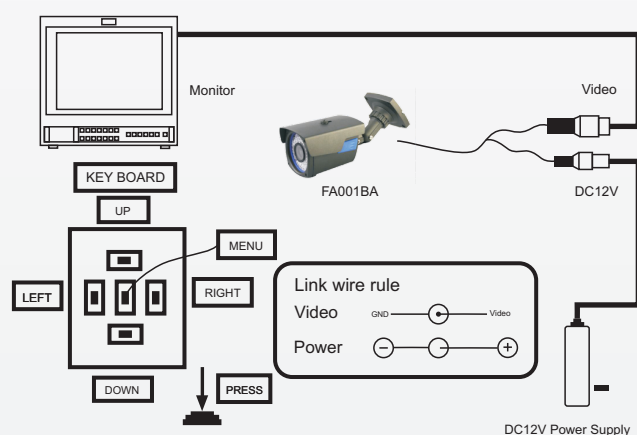 Monitor
Video
FA001BA
DC12V
KEY BOARD
UP
MENU
LEFT
RIGHT
DOWN
PRESS
Link wire rule
Video GND Video
Power − +
DC12V Power Supply